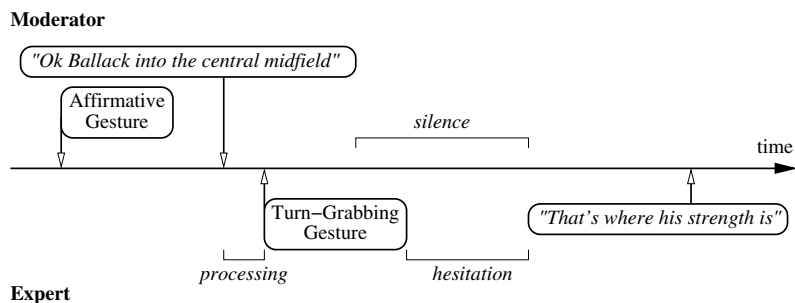 Moderator
"Ok Ballack into the central midfield"
Affirmative
Gesture
silence
time
Turn−Grabbing
Gesture
"That's where his strength is"
processing
hesitation
Expert